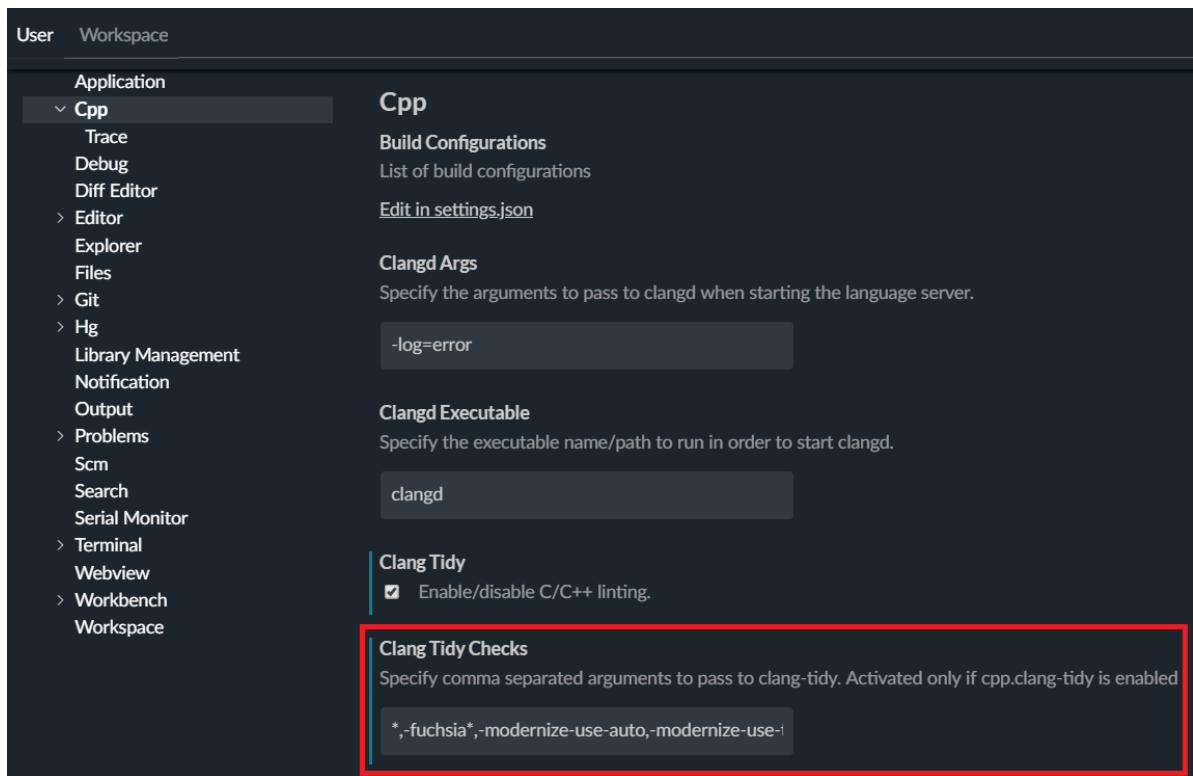 User Workspace
Application
Cpp
Trace
Debug
Diff Editor
Editor
Explorer
Files
Git
Hg
Library Management
Notification
Output
Problems
Scm
Search
Serial Monitor
Terminal
Webview
Workbench
Workspace
Cpp
Build Configurations
List of build configurations
Edit in settings.json
Clangd Args
Specify the arguments to pass to clangd when starting the language server.
-log=error
Clangd Executable
Specify the executable name/path to run in order to start clangd.
clangd
Clang Tidy
Enable/disable C/C++ linting.
Clang Tidy Checks
Specify comma separated arguments to pass to clang-tidy. Activated only if cpp.clang-tidy is enabled
*,-fuchsia*,-modernize-use-auto,-modernize-use-